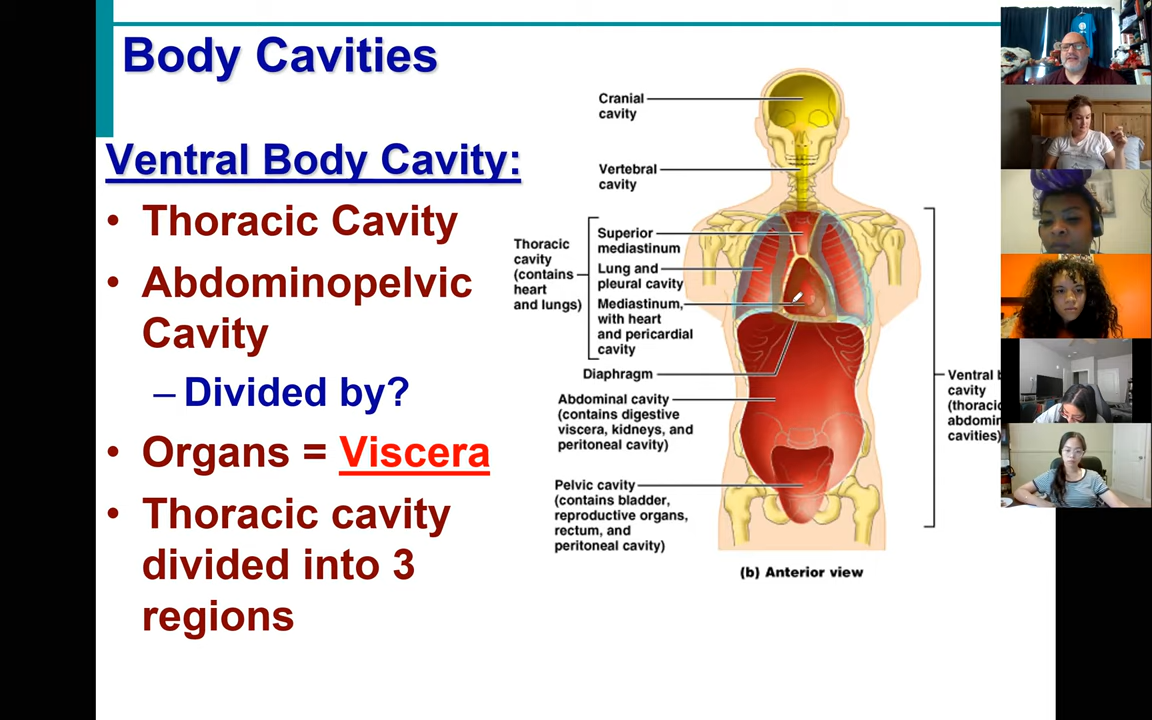 Body Cavities
Ventral Body Cavity:
• Thoracic Cavity
• Abdominopelvic
Cavity
– Divided by?
• Organs = Viscera
• Thoracic cavity
divided into 3
regions
Cranial
cavity
Vertebral
cavity
Thoracic
cavity
(contains
heart
and lungs)
Superior
mediastinum
Lung and
pleural cavity
Mediastinum,
with heart
and pericardial
cavity
Diaphragm
Abdominal cavity
(contains digestive
viscera, kidneys, and
peritoneal cavity)
Pelvic cavity
(contains bladder,
reproductive organs,
rectum, and
peritoneal cavity)
Ventral
cavity
(thoracic
abdomin
cavities)
(b) Anterior view